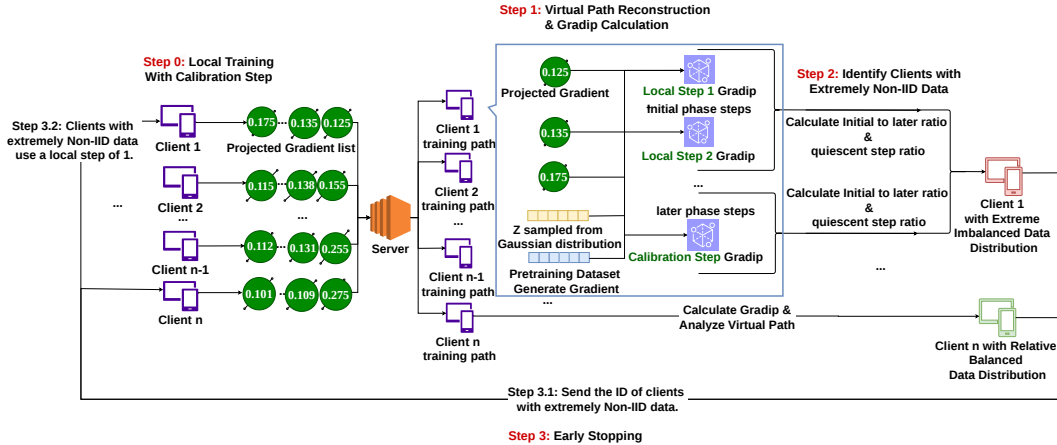 Step 1: Virtual Path Reconstruction
& Gradip Calculation
Step 0: Local Training
With Calibration Step
Step 3.2: Clients with
extremely Non-IID data
use a local step of 1.
...
Client 1
0.175 ... 0.135 0.125
Projected Gradient list
Client 2
....
0.115 ... 0.138 0.155
...
Client n-1
0.112 ... 0.131 0.255
Client n
0.101 ... 0.109 0.275
Server
Client 1
training path
Client 2
training path
...
Client n-1
training path
Client n
training path
0.125
Projected Gradient
0.135
0.175
Z sampled from
Gaussian distribution
Pretraining Dataset
Generate Gradient
...
Local Step 1 Gradip
Initial phase steps
Local Step 2 Gradip
...
later phase steps
Calibration Step Gradip
Step 2: Identify Clients with
Extremely Non-IID Data
Calculate Initial to later ratio
&
quiescent step ratio
Calculate Initial to later ratio
&
quiescent step ratio
...
Client 1
with Extreme
Imbalanced Data
Distribution
Calculate Gradip &
Analyze Virtual Path
Client n with Relative
Balanced
Data Distribution
Step 3.1: Send the ID of clients
with extremely Non-IID data.
Step 3: Early Stopping